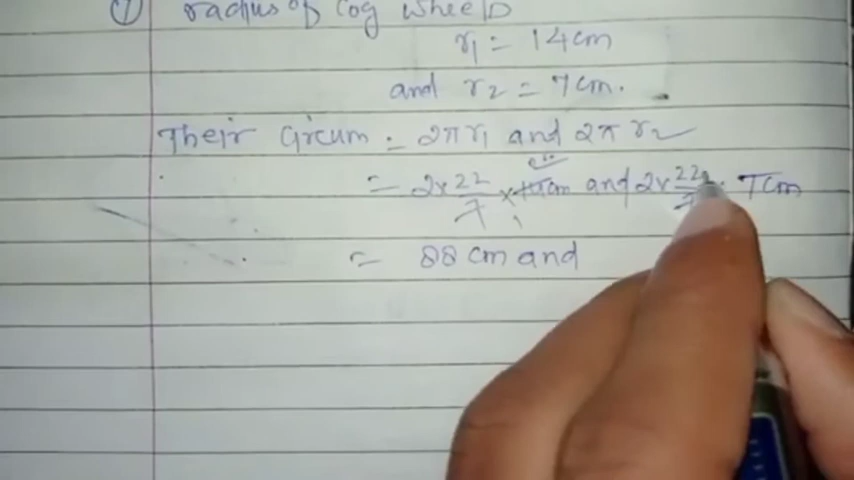 (7) radius of Cog wheels
r₁ = 14cm
and r₂ = 7cm.
Their Circum. = 2πr₁ and 2πr₂
= 2×22/7 × 14cm and 2×22/7 . 7cm
= 88 cm and